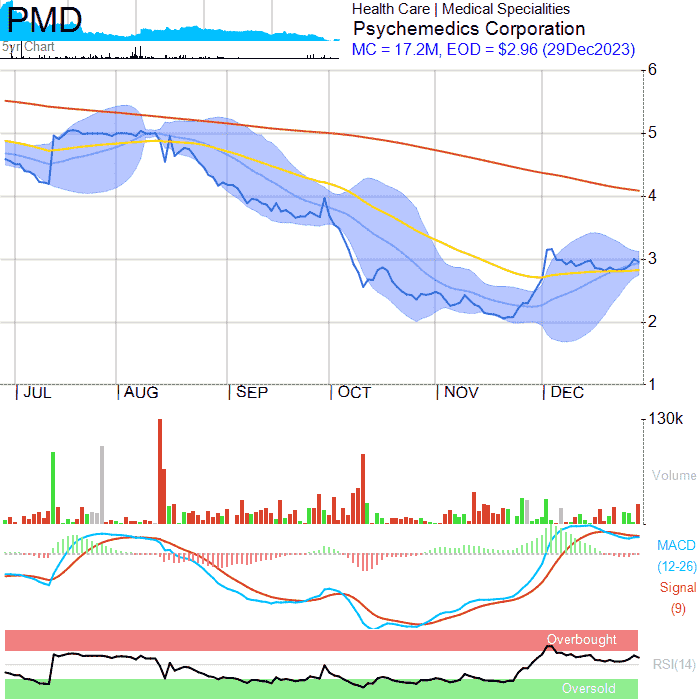 PMD
5yr Chart
Health Care | Medical Specialities
Psychemedics Corporation
MC = 17.2M, EOD = $2.96 (29Dec2023)
6
5
4
3
2
1
JUL AUG SEP OCT NOV DEC
130k
Volume
MACD
(12-26)
Signal
(9)
Overbought
RSI(14)
Oversold